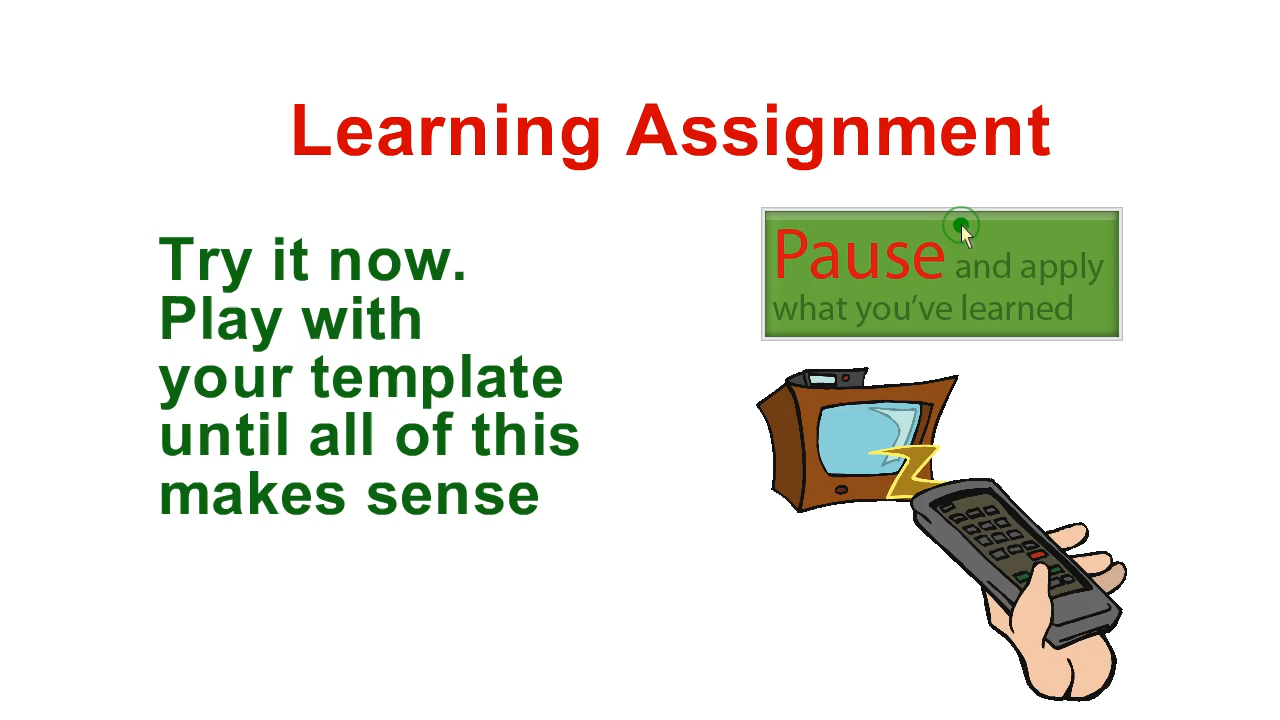 Learning Assignment
Try it now.
Play with
your template
until all of this
makes sense
Pause and apply
what you've learned